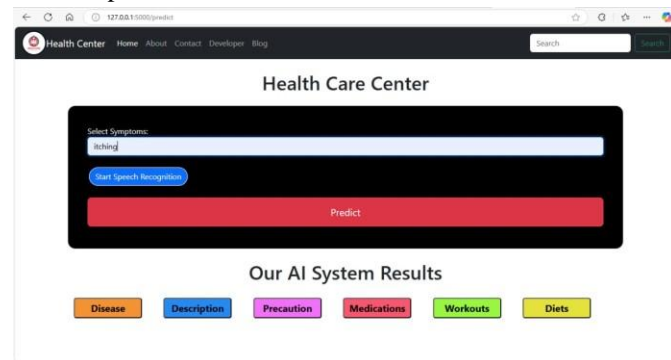 127.0.0.1:5000/predict
Health Center Home About Contact Developer Blog Search Search
Health Care Center
Select Symptoms:
itching
Start Speech Recognition
Predict
Our AI System Results
Disease Description Precaution Medications Workouts Diets